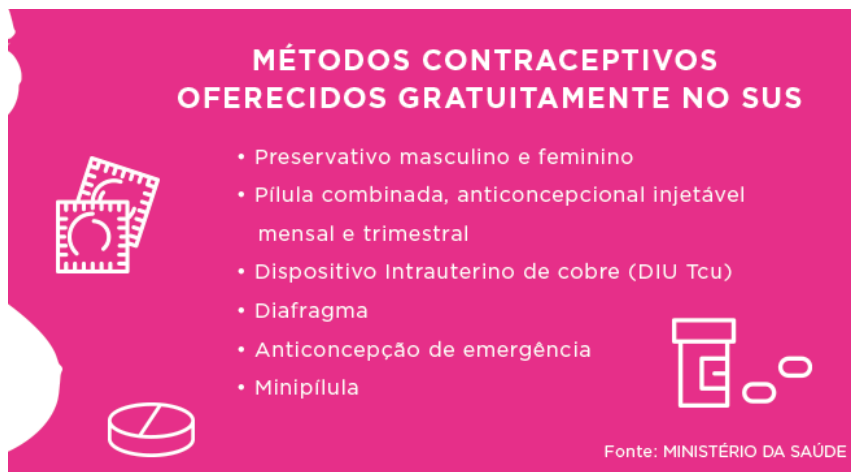 MÉTODOS CONTRACEPTIVOS
OFERECIDOS GRATUITAMENTE NO SUS
• Preservativo masculino e feminino
• Pílula combinada, anticoncepcional injetável
mensal e trimestral
• Dispositivo Intrauterino de cobre (DIU Tcu)
• Diafragma
• Anticoncepção de emergência
• Minipílula
Fonte: MINISTÉRIO DA SAÚDE